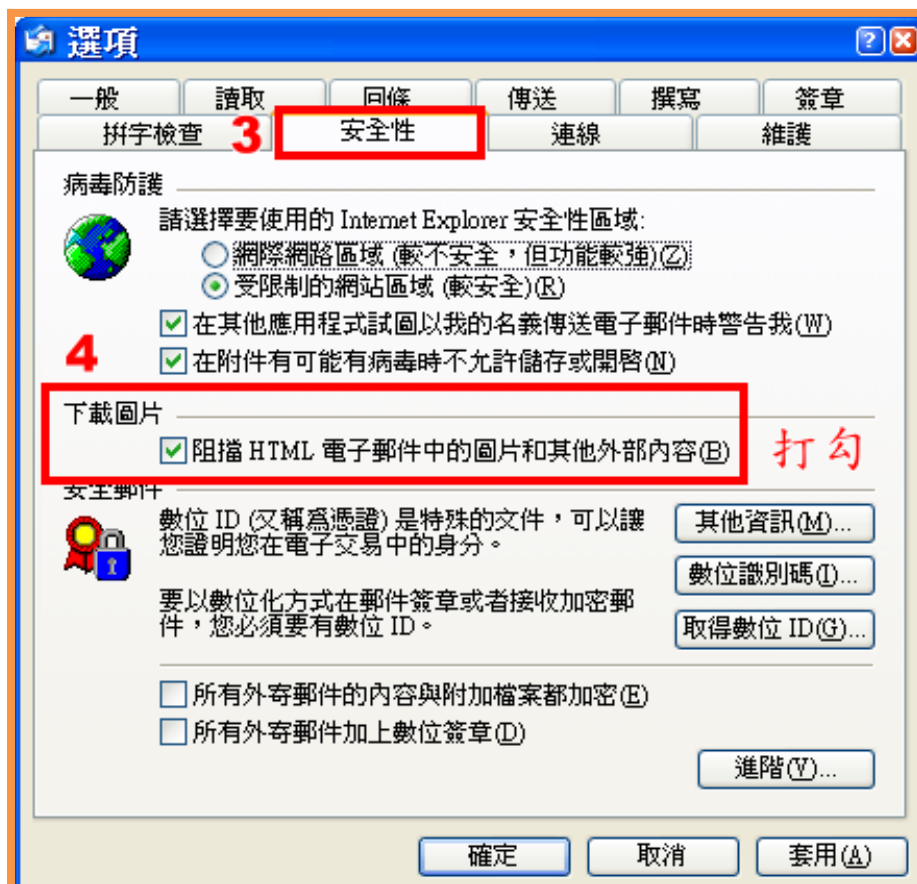 選項
一般 讀取 回條 傳送 撰寫 簽章
拼字檢查 3 安全性 連線 維護
病毒防護
請選擇要使用的 Internet Explorer 安全性區域:
網際網路區域 (較不安全,但功能較強)(Z)
受限制的網站區域 (較安全)(R)
在其他應用程式試圖以我的名義傳送電子郵件時警告我(W)
4 在附件有可能有病毒時不允許儲存或開啓(N)
下載圖片
阻擋 HTML 電子郵件中的圖片和其他外部內容(B) 打勾
安全郵件
數位 ID (又稱爲憑證) 是特殊的文件,可以讓
您證明您在電子交易中的身分。
其他資訊(M)...
數位識別碼(I)...
要以數位化方式在郵件簽章或者接收加密郵
件,您必須要有數位 ID。
取得數位 ID(G)...
所有外寄郵件的內容與附加檔案都加密(E)
所有外寄郵件加上數位簽章(D)
進階(V)...
確定 取消 套用(A)